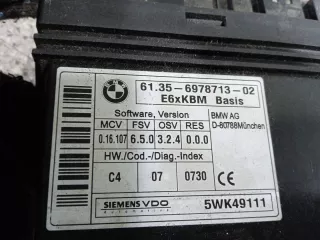 BMW
61.35-6978713-02
E6xKBM Basis
Software, Version
BMW AG
D-80788München
MCV FSV OSV RES
0.16.107 6.5.0 3.2.4 0.0.0
HW./Cod.-/Diag.-Index
C4 07 0730
CE
SIEMENS VDO
Automotive
5WK49111